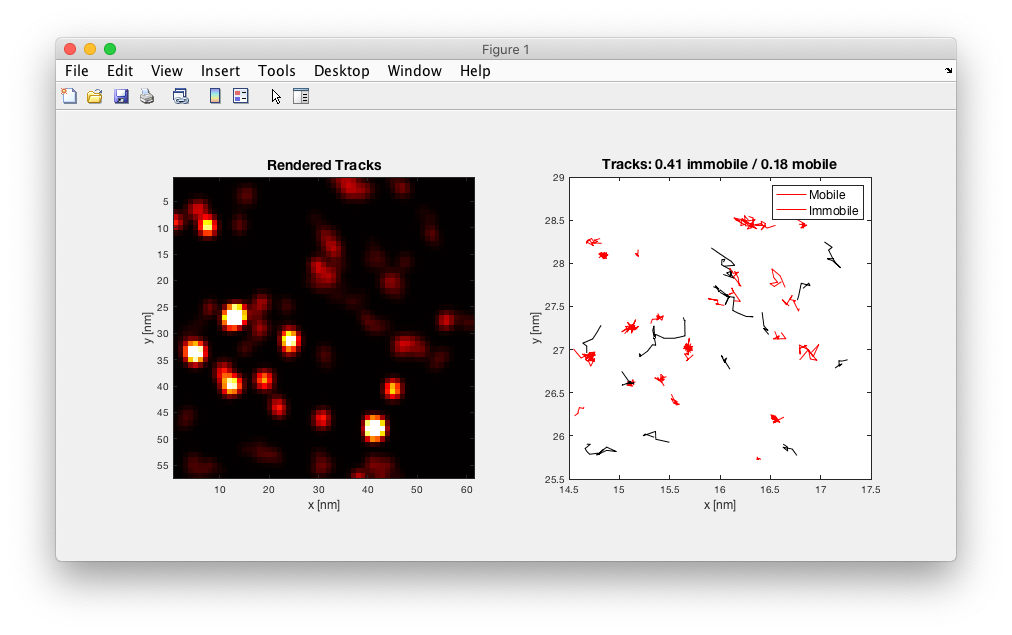 Figure 1
File Edit View Insert Tools Desktop Window Help
Rendered Tracks
5
10
15
20
25
30
35
40
45
50
55
y [nm]
10 20 30 40 50 60
x [nm]
Tracks: 0.41 immobile / 0.18 mobile
29
28.5
28
27.5
27
26.5
26
25.5
y [nm]
14.5 15 15.5 16 16.5 17 17.5
x [nm]
Mobile
Immobile